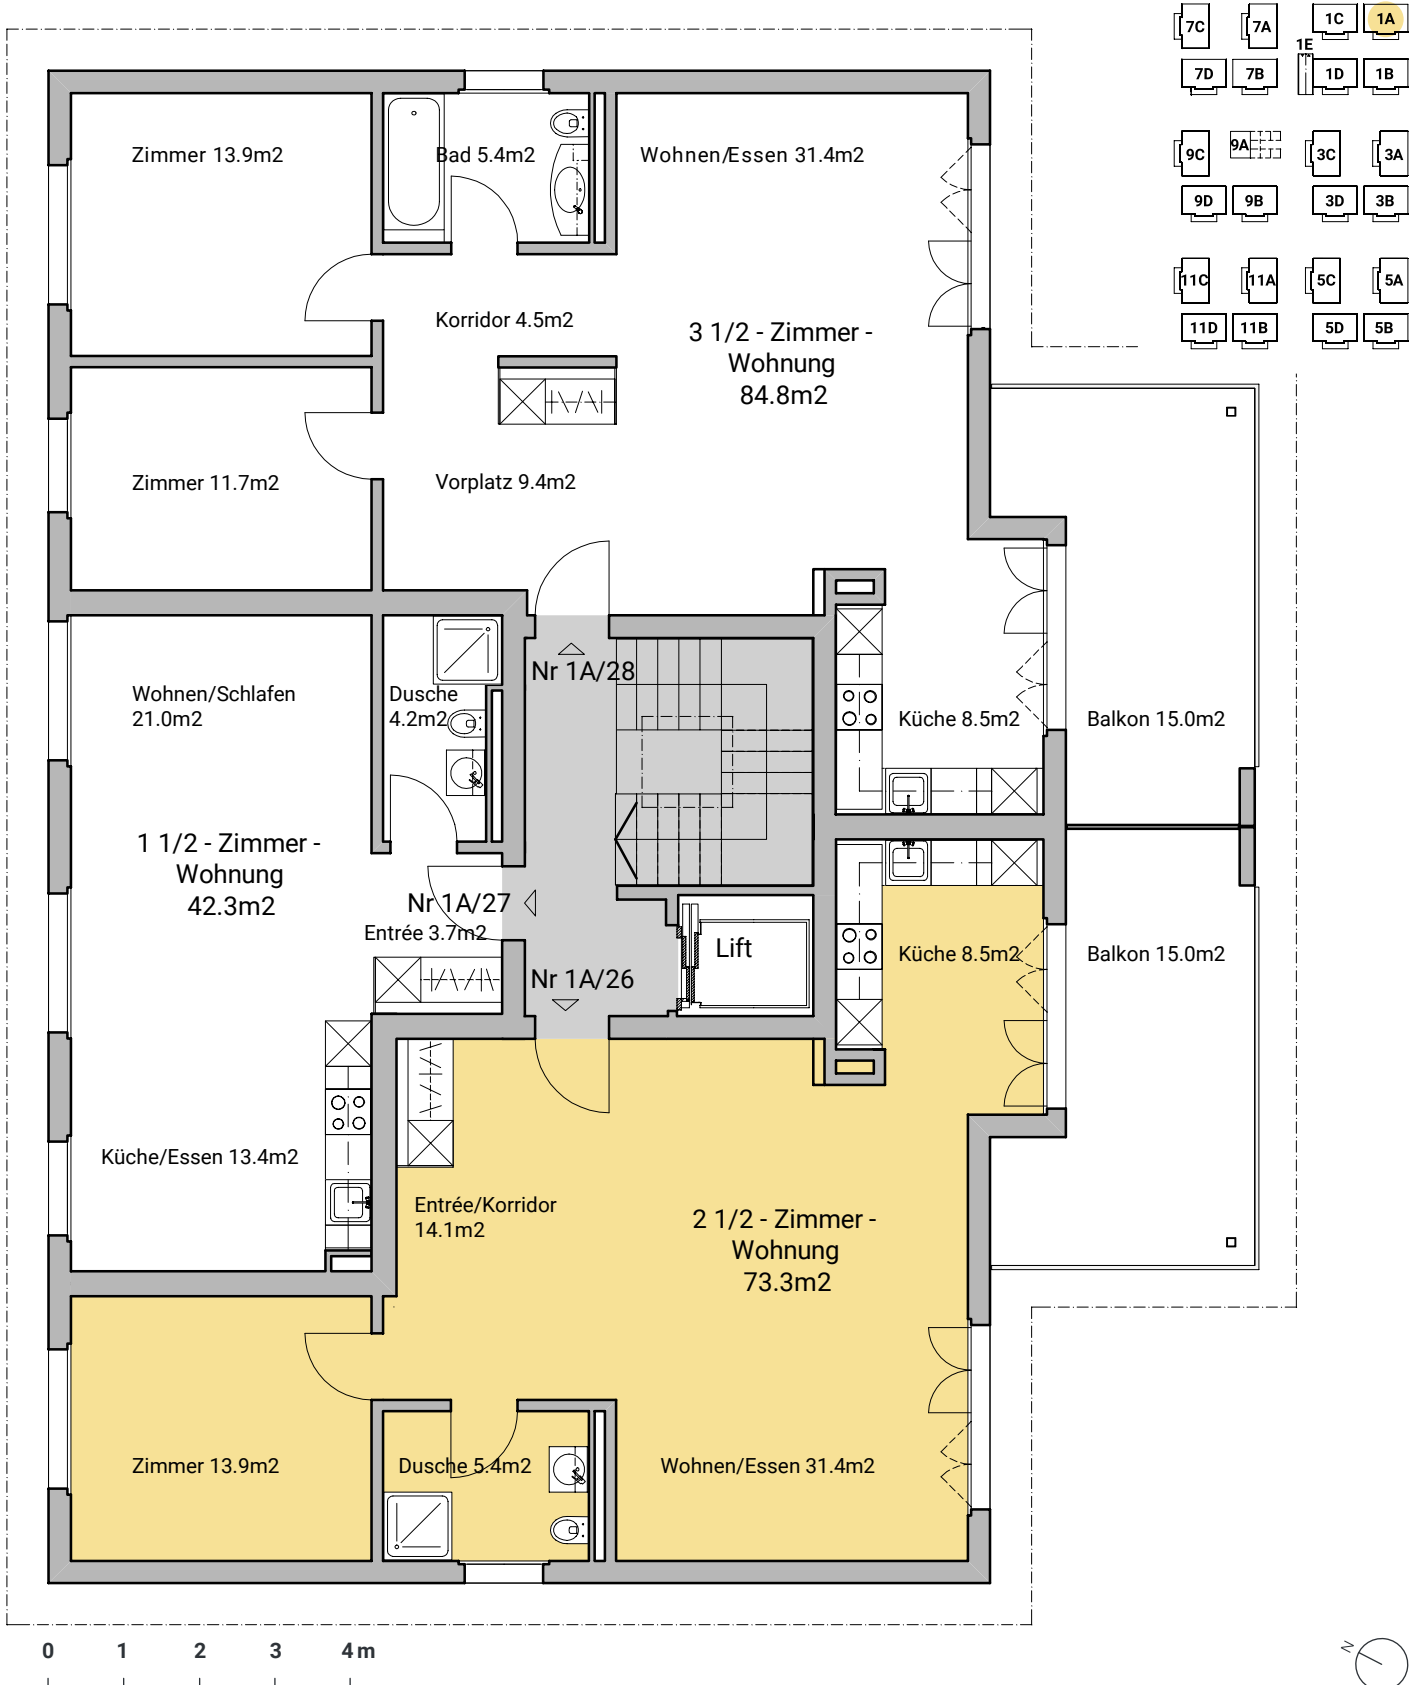 7C
7A
1C
1A
1E
7D
7B
1D
1B
9C
9A
3C
3A
9D
9B
3D
3B
11C
11A
5C
5A
11D
11B
5D
5B
Zimmer 13.9m2
Bad 5.4m2
Wohnen/Essen 31.4m2
Korridor 4.5m2
3 1/2 - Zimmer -
Wohnung
84.8m2
Zimmer 11.7m2
Vorplatz 9.4m2
Nr 1A/28
Wohnen/Schlafen
21.0m2
Dusche
4.2m2
Küche 8.5m2
Balkon 15.0m2
1 1/2 - Zimmer -
Wohnung
42.3m2
Nr 1A/27
Entrée 3.7m2
Nr 1A/26
Lift
Küche 8.5m2
Balkon 15.0m2
Küche/Essen 13.4m2
Entrée/Korridor
14.1m2
2 1/2 - Zimmer -
Wohnung
73.3m2
Zimmer 13.9m2
Dusche 5.4m2
Wohnen/Essen 31.4m2
0 1 2 3 4 m
N